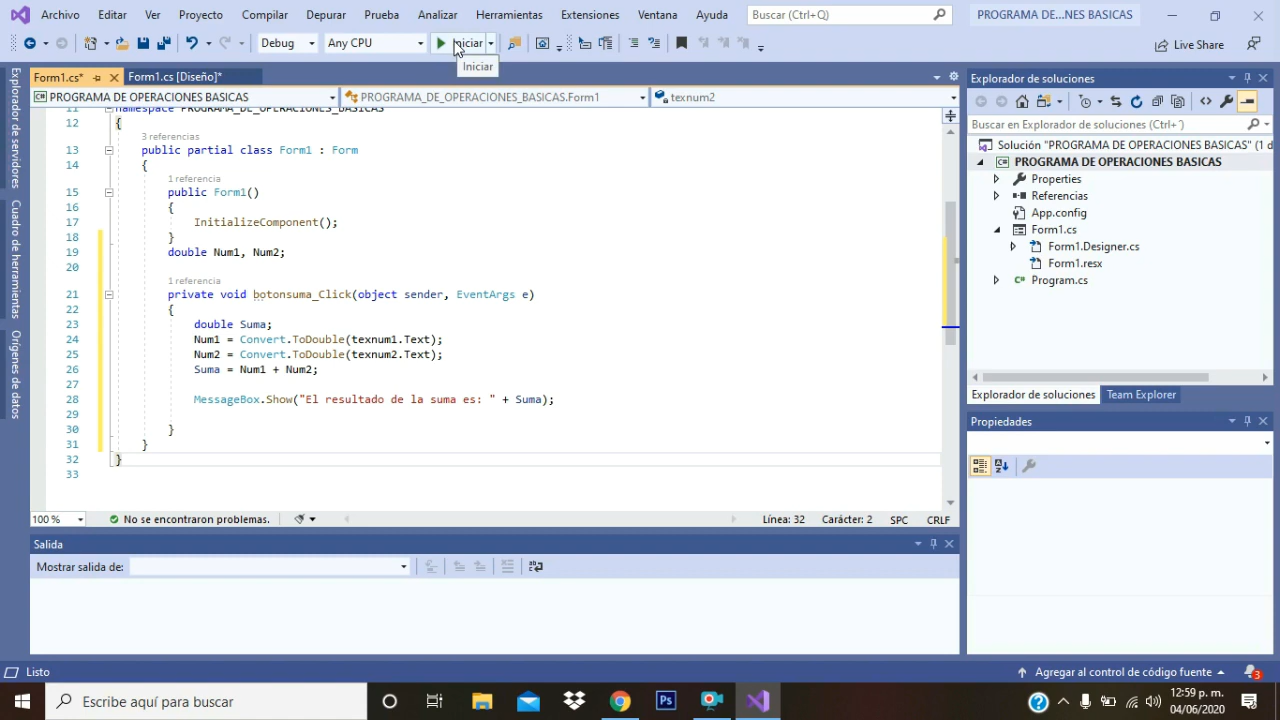 Archivo Editar Ver Proyecto Compilar Depurar Prueba Analizar Herramientas Extensiones Ventana Ayuda Buscar (Ctrl+Q) PROGRAMA DE...NES BASICAS
Debug Any CPU Iniciar Live Share
Iniciar
Form1.cs* Form1.cs [Diseño]*
PROGRAMA DE OPERACIONES BASICAS PROGRAMA_DE_OPERACIONES_BASICAS.Form1 texnum2
11 namespace PROGRAMA_DE_OPERACIONES_BASICAS
12 {
3 referencias
13 public partial class Form1 : Form
14 {
1 referencia
15 public Form1()
16 {
17 InitializeComponent();
18 }
19 double Num1, Num2;
20
1 referencia
21 private void botonsuma_Click(object sender, EventArgs e)
22 {
23 double Suma;
24 Num1 = Convert.ToDouble(texnum1.Text);
25 Num2 = Convert.ToDouble(texnum2.Text);
26 Suma = Num1 + Num2;
27
28 MessageBox.Show("El resultado de la suma es: " + Suma);
29
30 }
31 }
32 }
33
100 % No se encontraron problemas. Línea: 32 Carácter: 2 SPC CRLF
Salida
Mostrar salida de:
Explorador de servidores
Cuadro de herramientas
Orígenes de datos
Explorador de soluciones
Buscar en Explorador de soluciones (Ctrl+´)
Solución "PROGRAMA DE OPERACIONES BASICAS" (1 d
PROGRAMA DE OPERACIONES BASICAS
Properties
Referencias
App.config
Form1.cs
Form1.Designer.cs
Form1.resx
Program.cs
Explorador de soluciones Team Explorer
Propiedades
Listo Agregar al control de código fuente 3
Escribe aquí para buscar
Ps
12:59 p. m.
04/06/2020